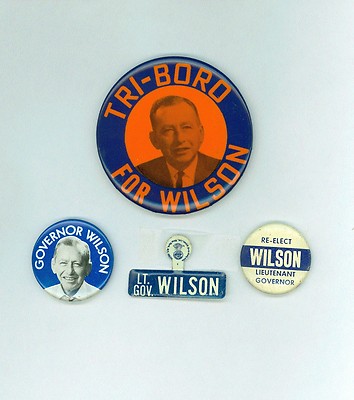 TRI-BORO
FOR WILSON
GOVERNOR WILSON
LT.
GOV. WILSON
RE-ELECT
WILSON
LIEUTENANT
GOVERNOR